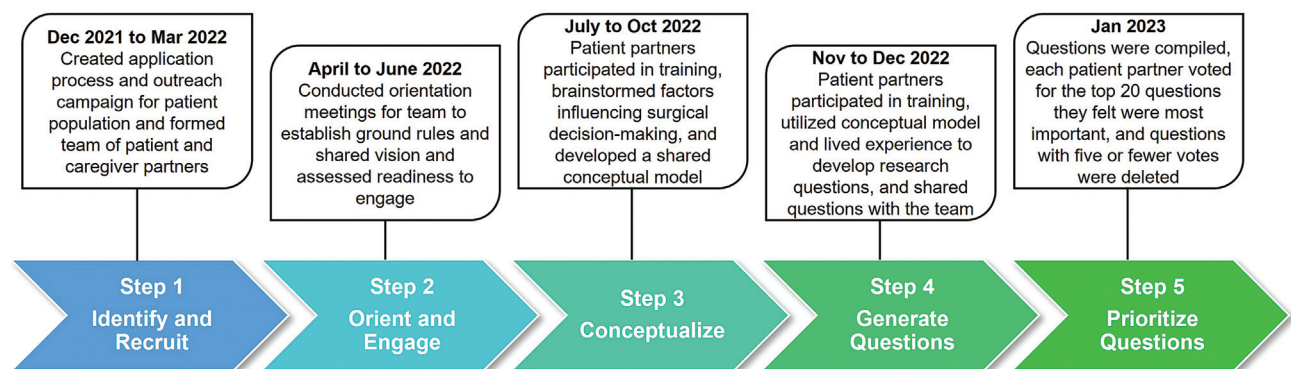 Dec 2021 to Mar 2022
Created application
process and outreach
campaign for patient
population and formed
team of patient and
caregiver partners
April to June 2022
Conducted orientation
meetings for team to
establish ground rules and
shared vision and
assessed readiness to
engage
July to Oct 2022
Patient partners
participated in training,
brainstormed factors
influencing surgical
decision-making, and
developed a shared
conceptual model
Nov to Dec 2022
Patient partners
participated in training,
utilized conceptual model
and lived experience to
develop research
questions, and shared
questions with the team
Jan 2023
Questions were compiled,
each patient partner voted
for the top 20 questions
they felt were most
important, and questions
with five or fewer votes
were deleted
Step 1
Identify and
Recruit
Step 2
Orient and
Engage
Step 3
Conceptualize
Step 4
Generate
Questions
Step 5
Prioritize
Questions